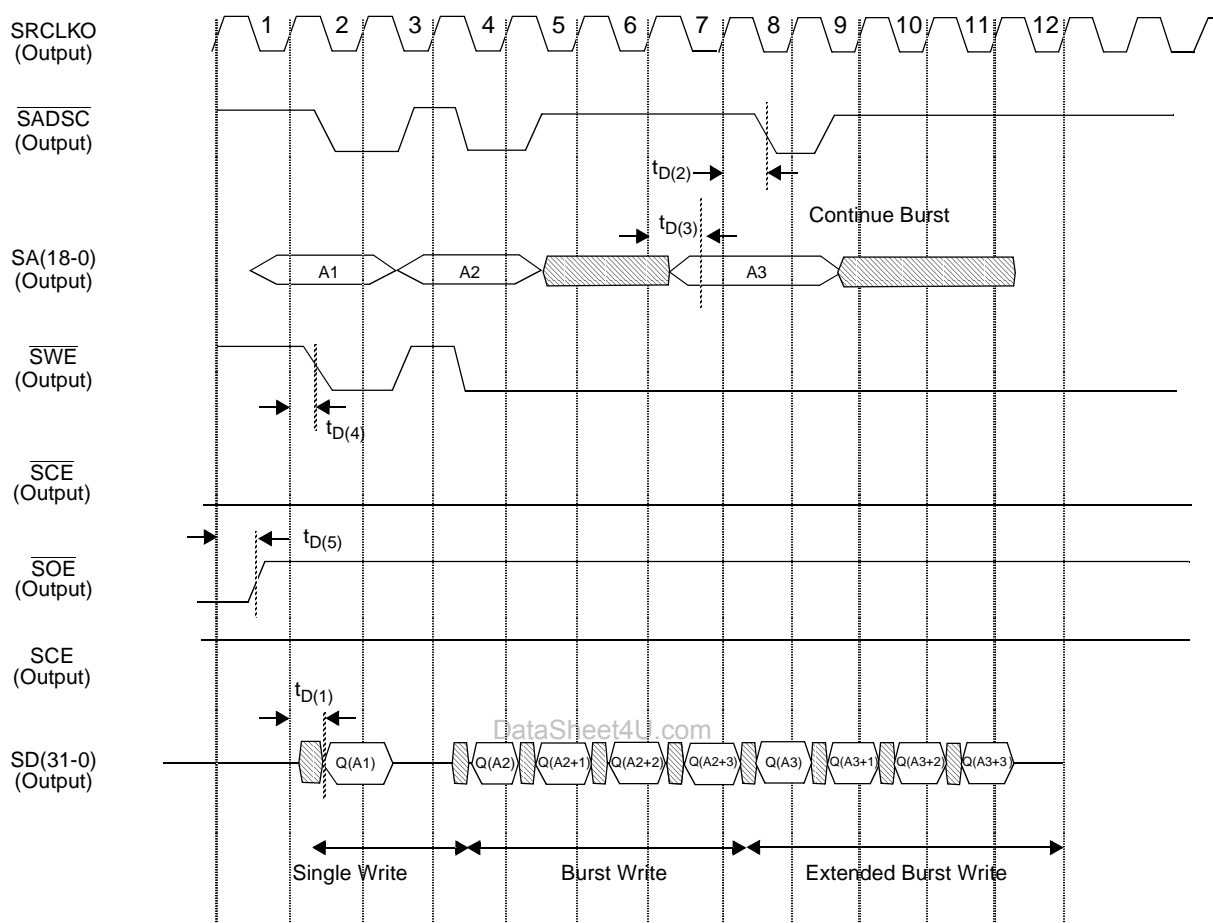 SRCLKO
(Output)
1 2 3 4 5 6 7 8 9 10 11 12
SADSC
(Output)
tD(2)
Continue Burst
tD(3)
SA(18-0)
(Output)
A1 A2 A3
SWE
(Output)
tD(4)
SCE
(Output)
tD(5)
SOE
(Output)
SCE
(Output)
tD(1)
DataSheet4U.com
SD(31-0)
(Output)
Q(A1) Q(A2) Q(A2+1) Q(A2+2) Q(A2+3) Q(A3) Q(A3+1) Q(A3+2) Q(A3+3
Single Write Burst Write Extended Burst Write